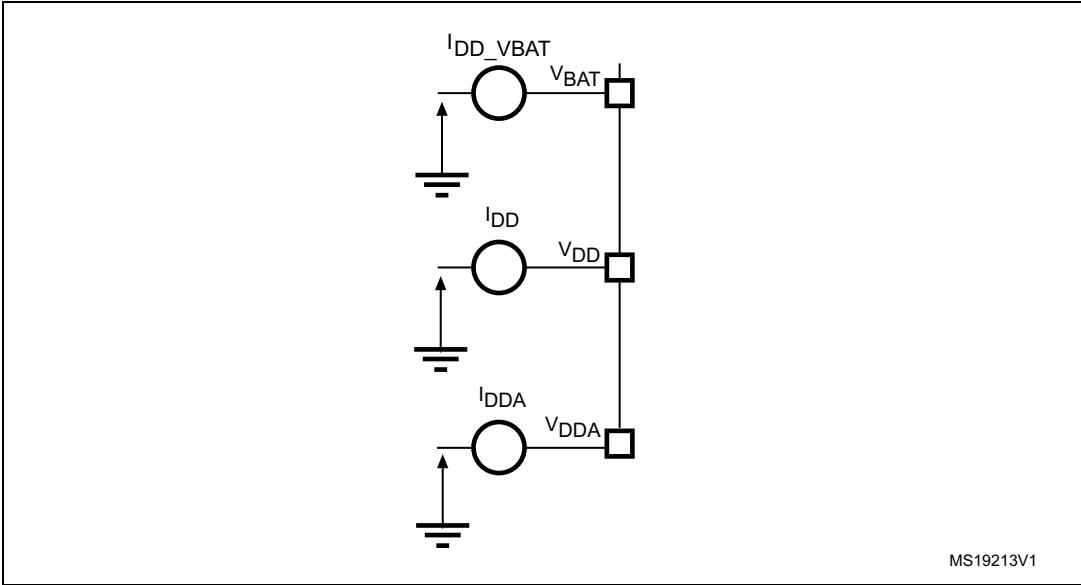 IDD_VBAT
VBAT
IDD
VDD
IDDA
VDDA
MS19213V1